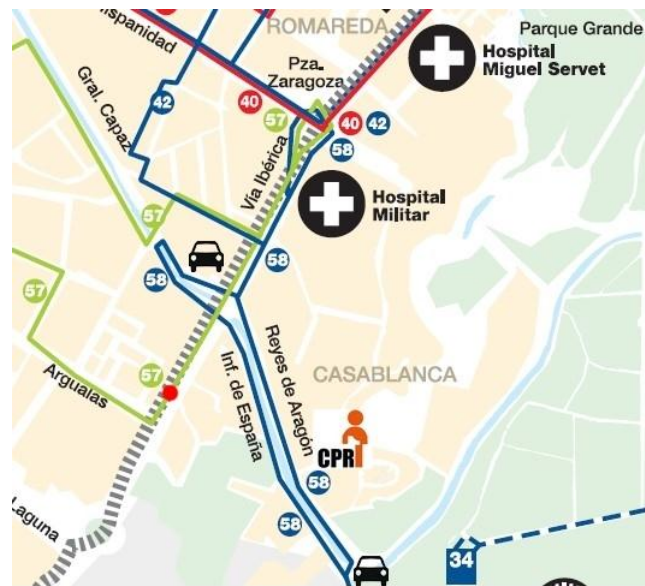 Hispanidad
40
ROMAREDA
Parque Grande
Hospital
Miguel Servet
Pza.
Zaragoza
Gral. Capaz
42
40
57
40
42
58
Vía Ibérica
Hospital
Militar
57
58
58
57
Reyes de Aragón
57
Argualas
Inf. de España
CASABLANCA
CPRI
58
58
Laguna
34